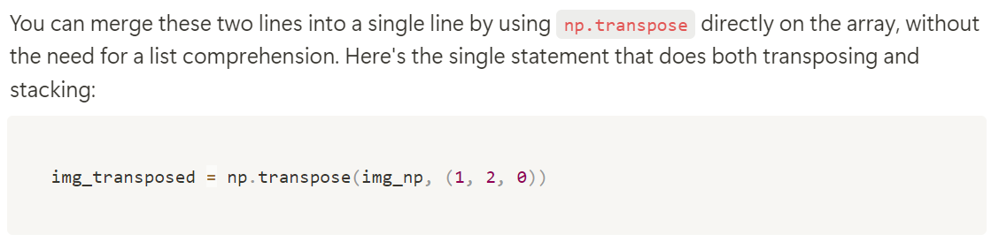 You can merge these two lines into a single line by using np.transpose directly on the array, without
the need for a list comprehension. Here's the single statement that does both transposing and
stacking:
img_transposed = np.transpose(img_np, (1, 2, 0))